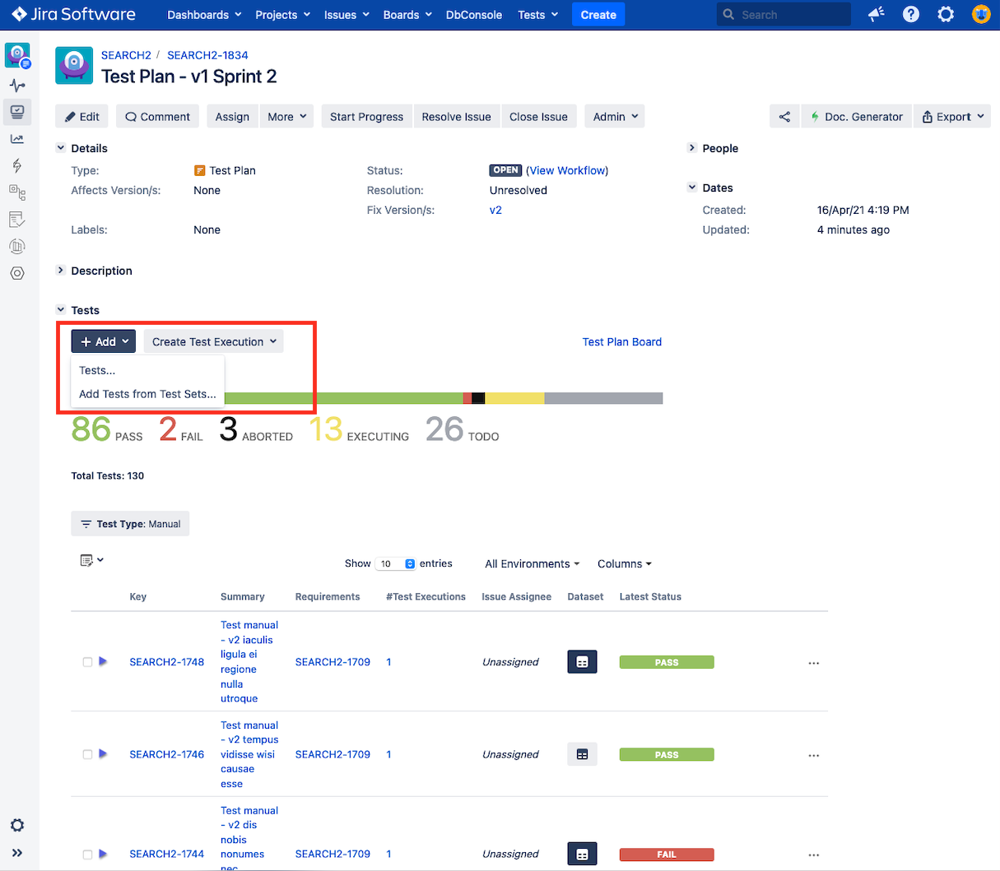 Jira Software Dashboards Projects Issues Boards DbConsole Tests Create Search
SEARCH2 / SEARCH2-1834
Test Plan - v1 Sprint 2
Edit Comment Assign More Start Progress Resolve Issue Close Issue Admin Doc. Generator Export
Details
Type: Test Plan
Status: OPEN (View Workflow)
Affects Version/s: None
Resolution: Unresolved
Fix Version/s: v2
Labels: None
People
Dates
Created: 16/Apr/21 4:19 PM
Updated: 4 minutes ago
Description
Tests
+ Add Create Test Execution Test Plan Board
Tests...
Add Tests from Test Sets...
86 PASS 2 FAIL 3 ABORTED 13 EXECUTING 26 TODO
Total Tests: 130
Test Type: Manual
Show 10 entries All Environments Columns
Key Summary Requirements #Test Executions Issue Assignee Dataset Latest Status
SEARCH2-1748
Test manual
- v2 iaculis
ligula ei
regione
nulla
utroque
SEARCH2-1709 1 Unassigned PASS ...
SEARCH2-1746
Test manual
- v2 tempus
vidisse wisi
causae
esse
SEARCH2-1709 1 Unassigned PASS ...
SEARCH2-1744
Test manual
- v2 dis
nobis
nonumes
nec
SEARCH2-1709 1 Unassigned FAIL ...